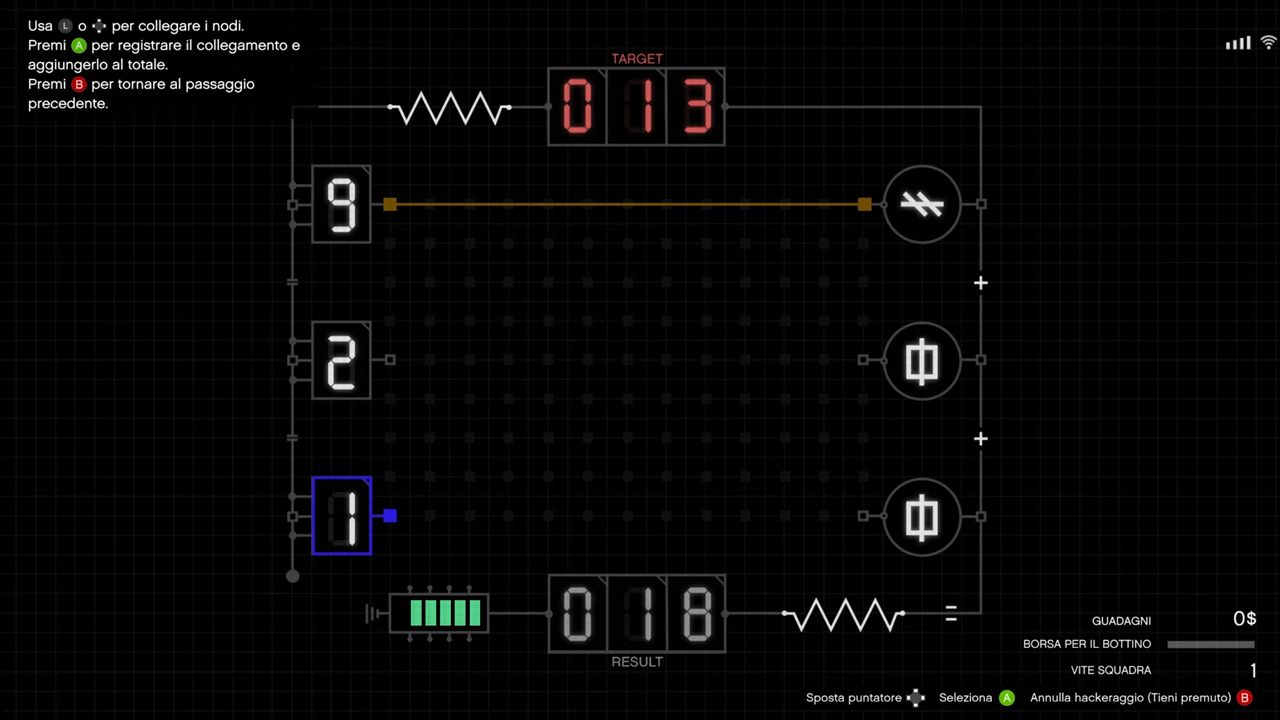 Usa L o per collegare i nodi.
Premi A per registrare il collegamento e
aggiungerlo al totale.
Premi B per tornare al passaggio
precedente.
TARGET
013
9
2
1
+
+
=
018
RESULT
GUADAGNI 0$
BORSA PER IL BOTTINO
VITE SQUADRA 1
Sposta puntatore Seleziona A Annulla hackeraggio (Tieni premuto) B